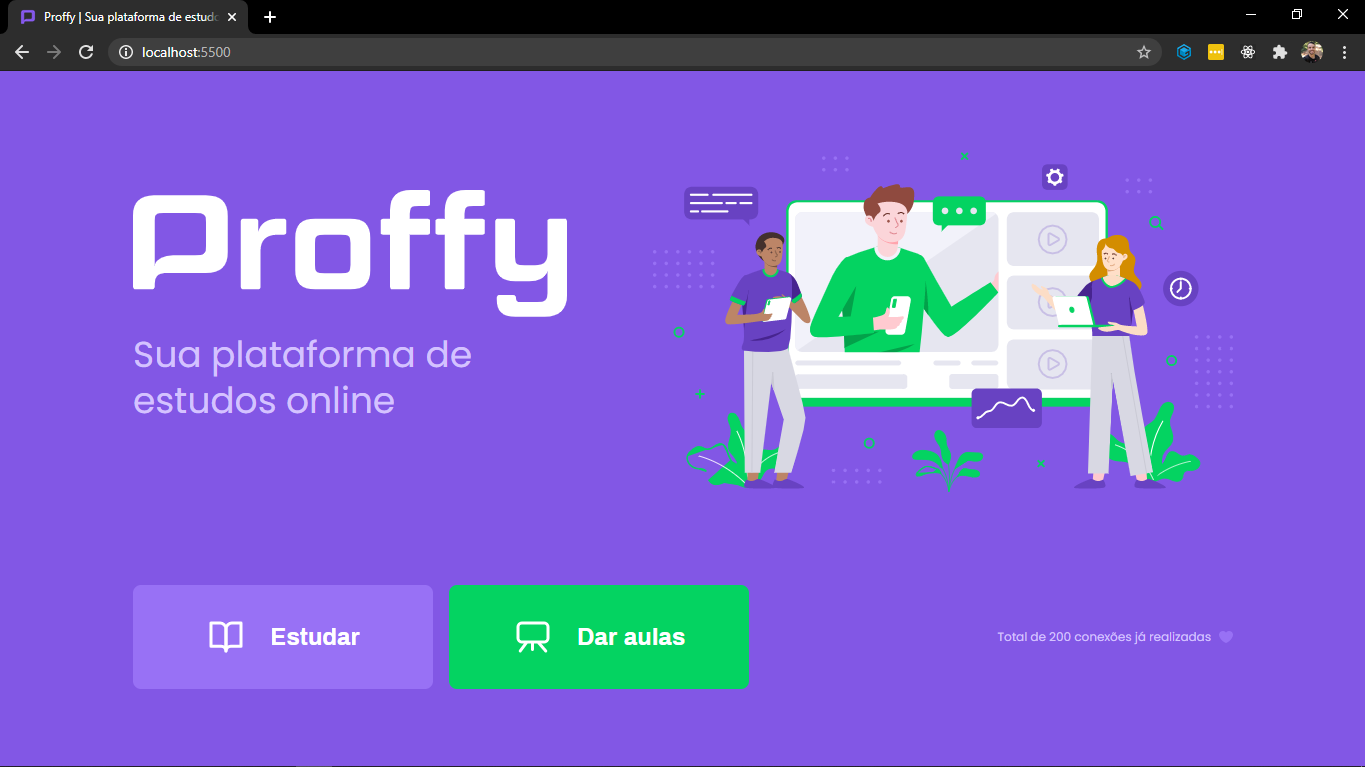 Proffy | Sua plataforma de estud
localhost:5500
Proffy
Sua plataforma de
estudos online
Estudar
Dar aulas
Total de 200 conexões já realizadas